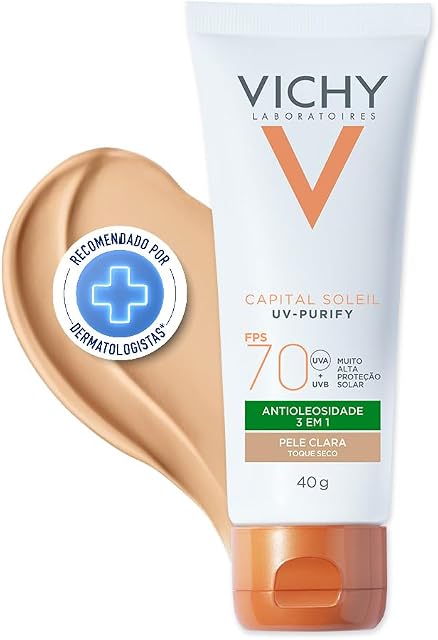 VICHY
LABORATOIRES
CAPITAL SOLEIL
UV-PURIFY
FPS
70
UVA
+
UVB
MUITO
ALTA
PROTEÇÃO
SOLAR
ANTIOLEOSIDADE
3 EM 1
PELE CLARA
TOQUE SECO
40 g
RECOMENDADO POR
DERMATOLOGISTAS*